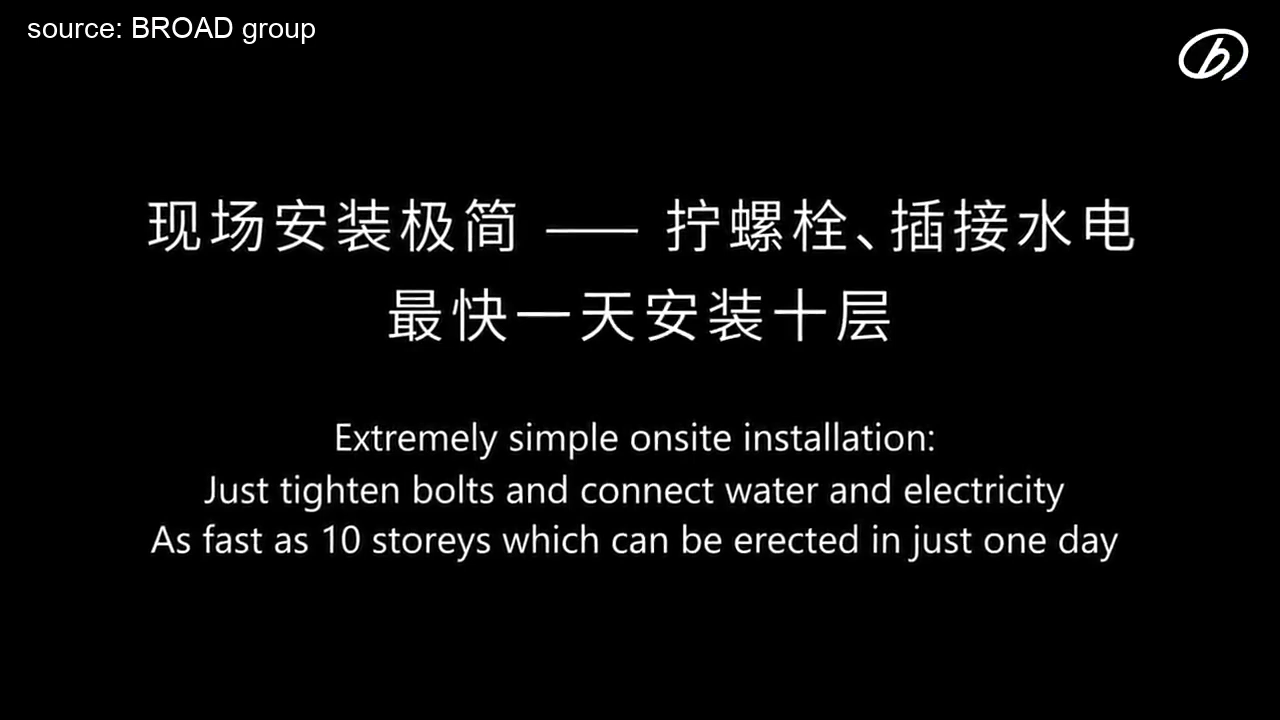 source: BROAD group
现场安装极简 —— 拧螺栓、插接水电
最快一天安装十层
Extremely simple onsite installation:
Just tighten bolts and connect water and electricity
As fast as 10 storeys which can be erected in just one day